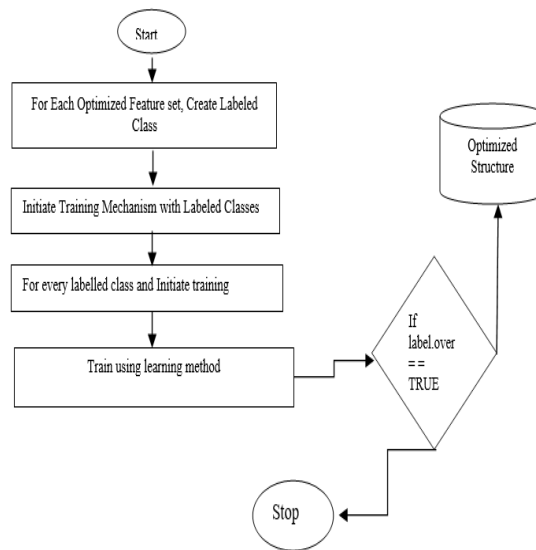 Start
For Each Optimized Feature set, Create Labeled
Class
Initiate Training Mechanism with Labeled Classes
For every labelled class and Initiate training
Train using learning method
If
label.over
==
TRUE
Optimized
Structure
Stop